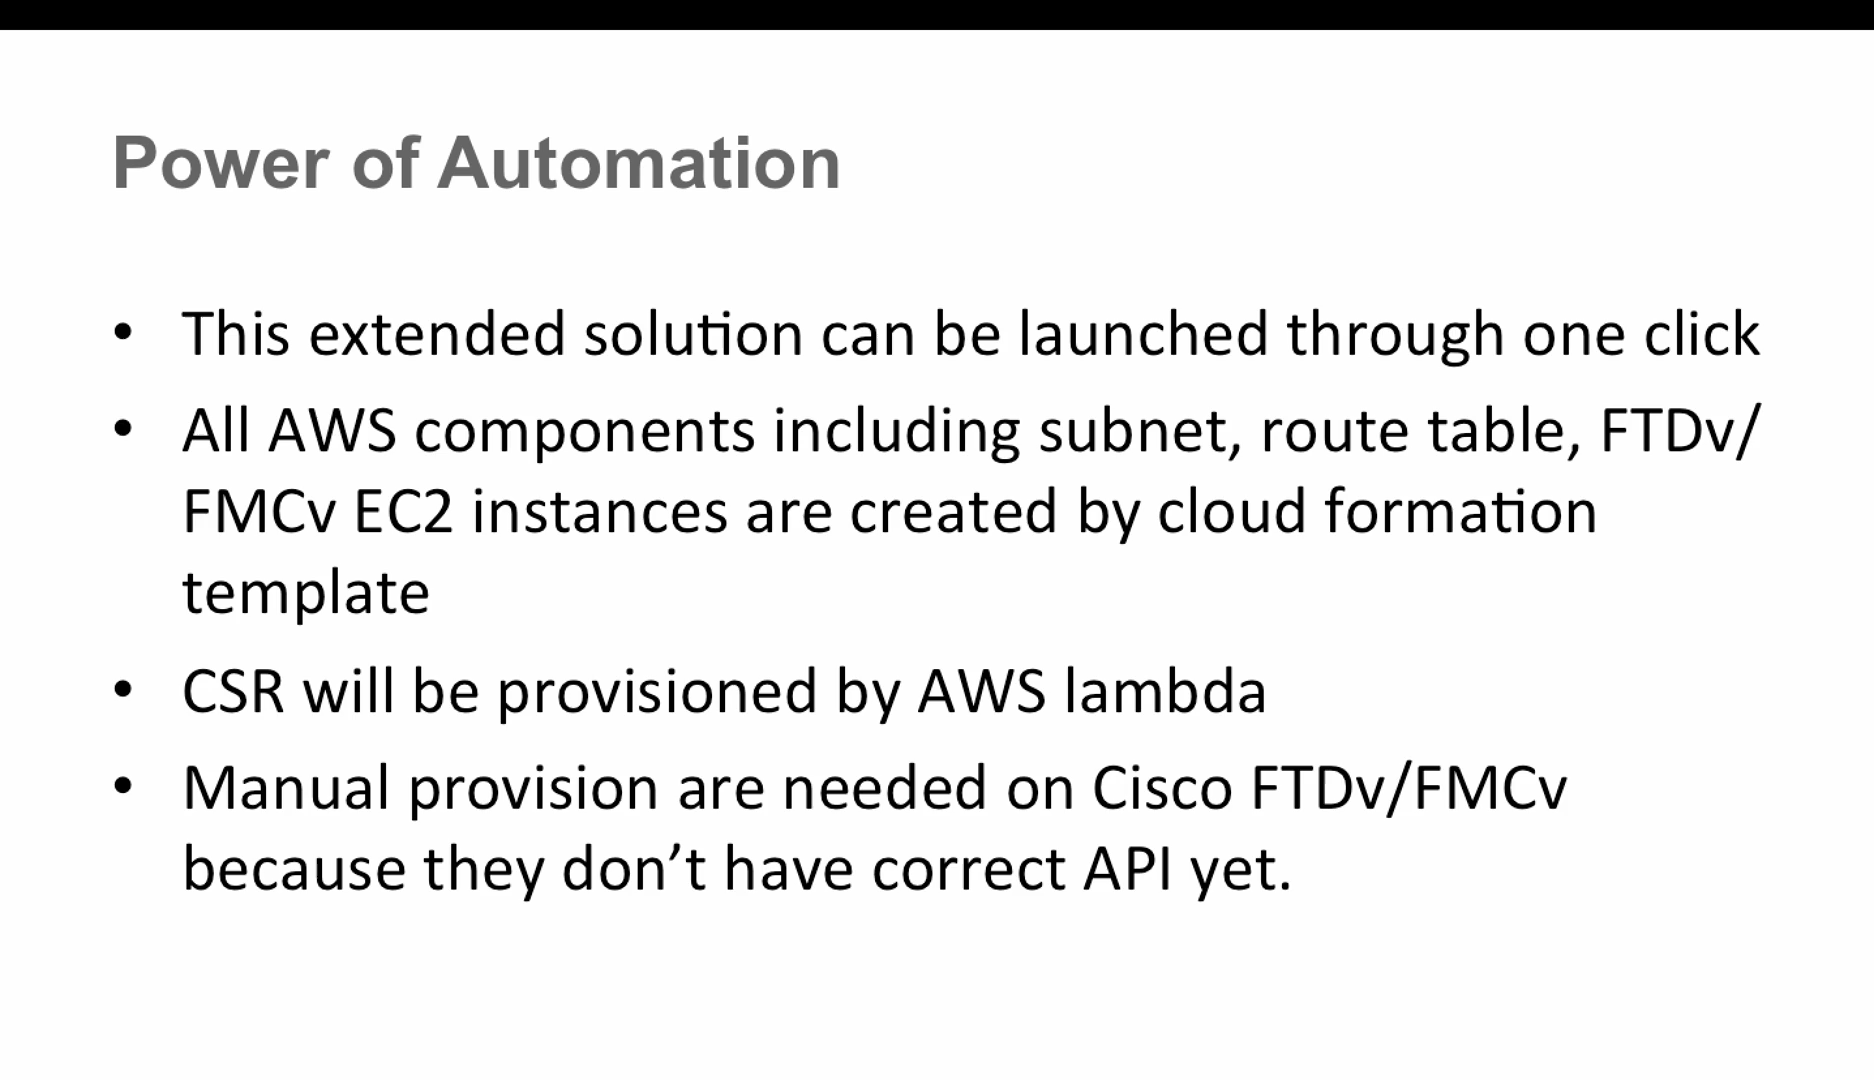 Power of Automation
• This extended solution can be launched through one click
• All AWS components including subnet, route table, FTDv/
FMCv EC2 instances are created by cloud formation
template
• CSR will be provisioned by AWS lambda
• Manual provision are needed on Cisco FTDv/FMCv
because they don’t have correct API yet.